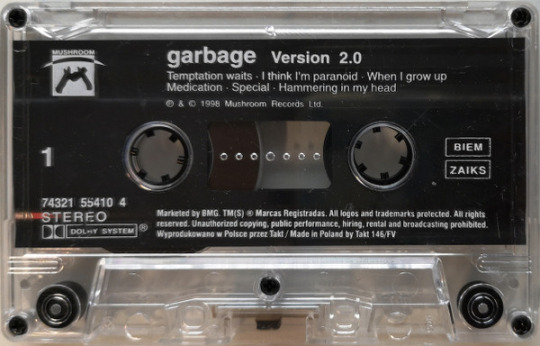 MUSHROOM
garbage Version 2.0
Temptation waits · I think I'm paranoid · When I grow up
Medication · Special · Hammering in my head
℗ & © 1998 Mushroom Records Ltd.
1
BIEM
ZAIKS
74321 55410 4
STEREO
DOLBY SYSTEM®
Marketed by BMG. TM(S) ® Marcas Registradas. All logos and trademarks protected. All rights
reserved. Unauthorized copying, public performance, hiring, rental and broadcasting prohibited.
Wyprodukowano w Polsce przez Takt / Made in Poland by Takt 146/FV